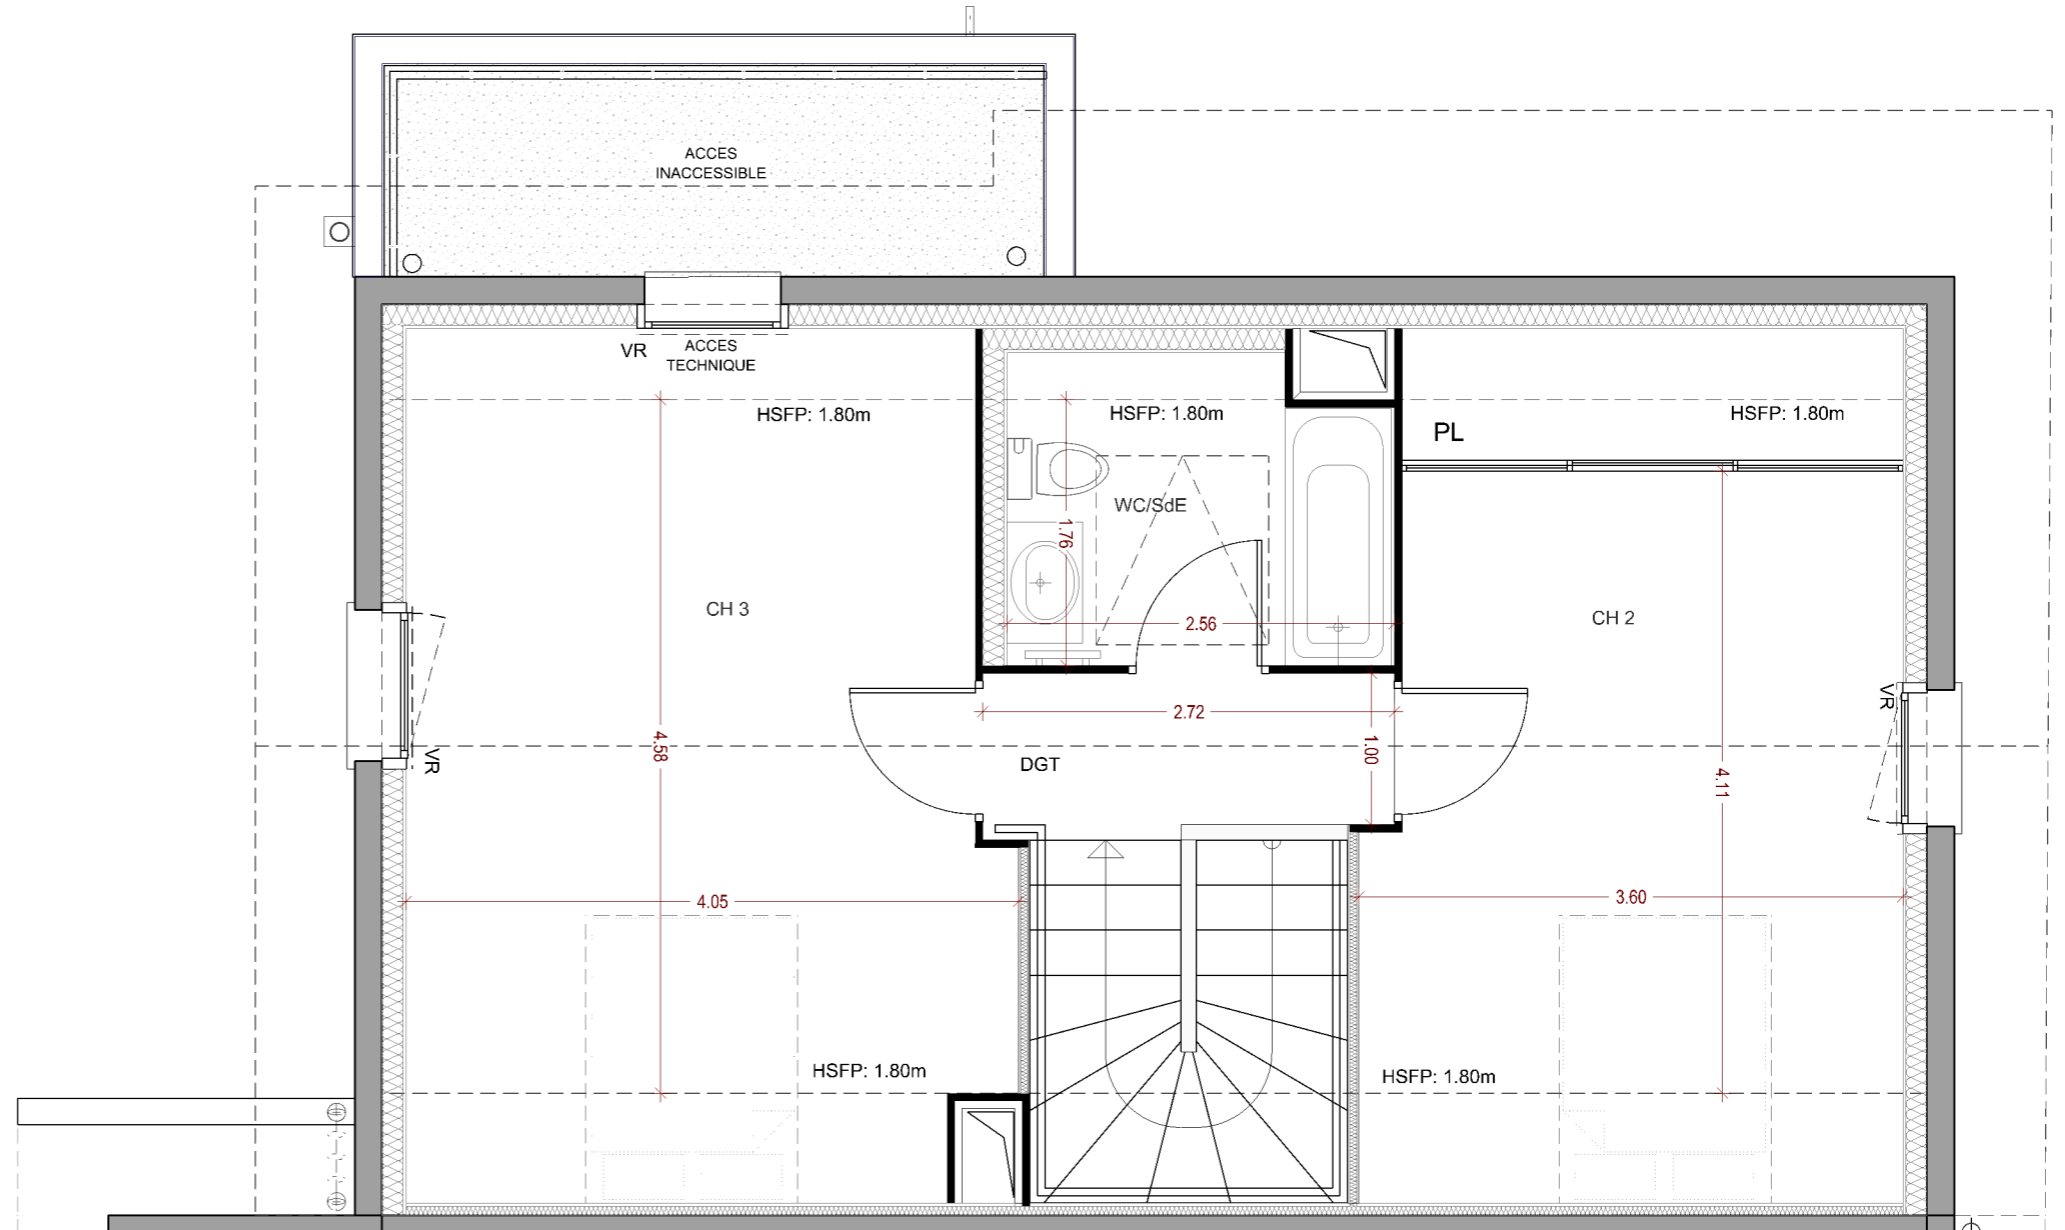 ACCES
INACCESSIBLE
VR
ACCES
TECHNIQUE
HSFP: 1.80m
HSFP: 1.80m
PL
HSFP: 1.80m
WC/SdE
1.76
CH 3
2.56
CH 2
VR
2.72
4.58
VR
DGT
1.00
4.11
4.05
3.60
HSFP: 1.80m
HSFP: 1.80m